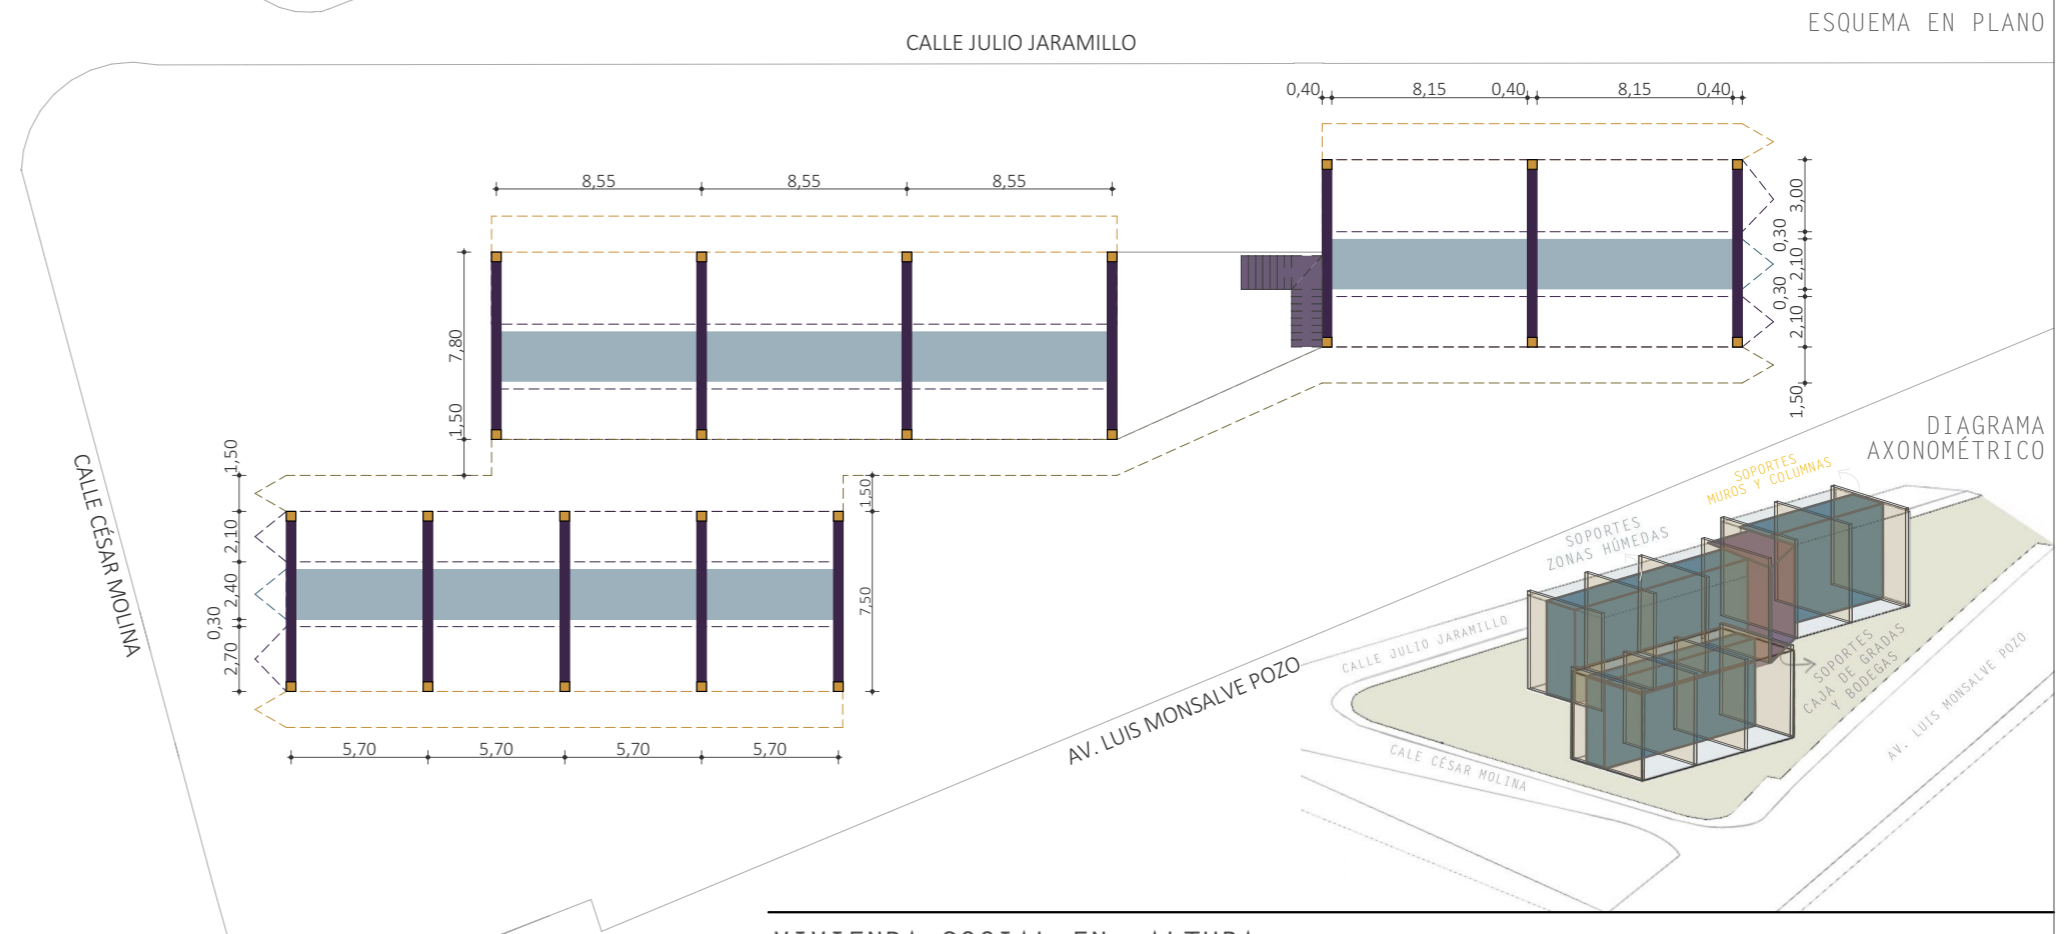 ESQUEMA EN PLANO
CALLE JULIO JARAMILLO
0,40 8,15 0,40 8,15 0,40
8,55 8,55 8,55
3,00
0,30
2,10
0,30
2,10
1,50
7,80
1,50
CALLE CÉSAR MOLINA
1,50
2,10
2,40
0,30
2,70
1,50
7,50
5,70 5,70 5,70 5,70
AV. LUIS MONSALVE POZO
DIAGRAMA
AXONOMÉTRICO
SOPORTES
MUROS Y COLUMNAS
SOPORTES
ZONAS HÚMEDAS
CALLE JULIO JARAMILLO
SOPORTES
CAJA DE GRADAS
Y BODEGAS
AV. LUIS MONSALVE POZO
CALE CÉSAR MOLINA
VIVIENDA SOCIAL EN ALTURA